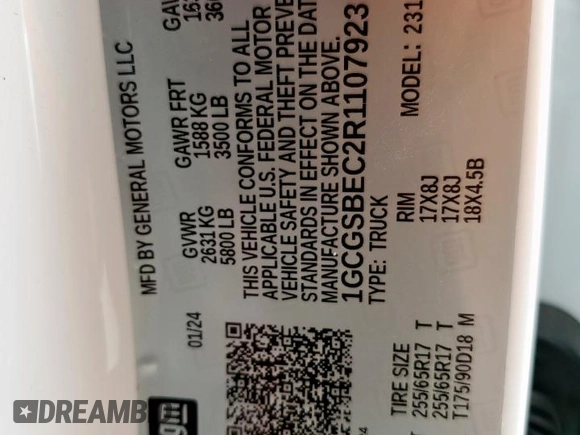 MFD BY GENERAL MOTORS LLC
01/24
GVWR
2631 KG
5800 LB
GAWR FRT
1588 KG
3500 LB
GAWR
THIS VEHICLE CONFORMS TO ALL
APPLICABLE U.S. FEDERAL MOTOR
VEHICLE SAFETY AND THEFT PREVE
STANDARDS IN EFFECT ON THE DAT
MANUFACTURE SHOWN ABOVE.
1GCGSBEC2R1107923
TYPE: TRUCK
MODEL: 231
TIRE SIZE
RIM
255/65R17 T
17X8J
255/65R17 T
17X8J
T175/90D18 M
18X4.5B
gm
DREAMB